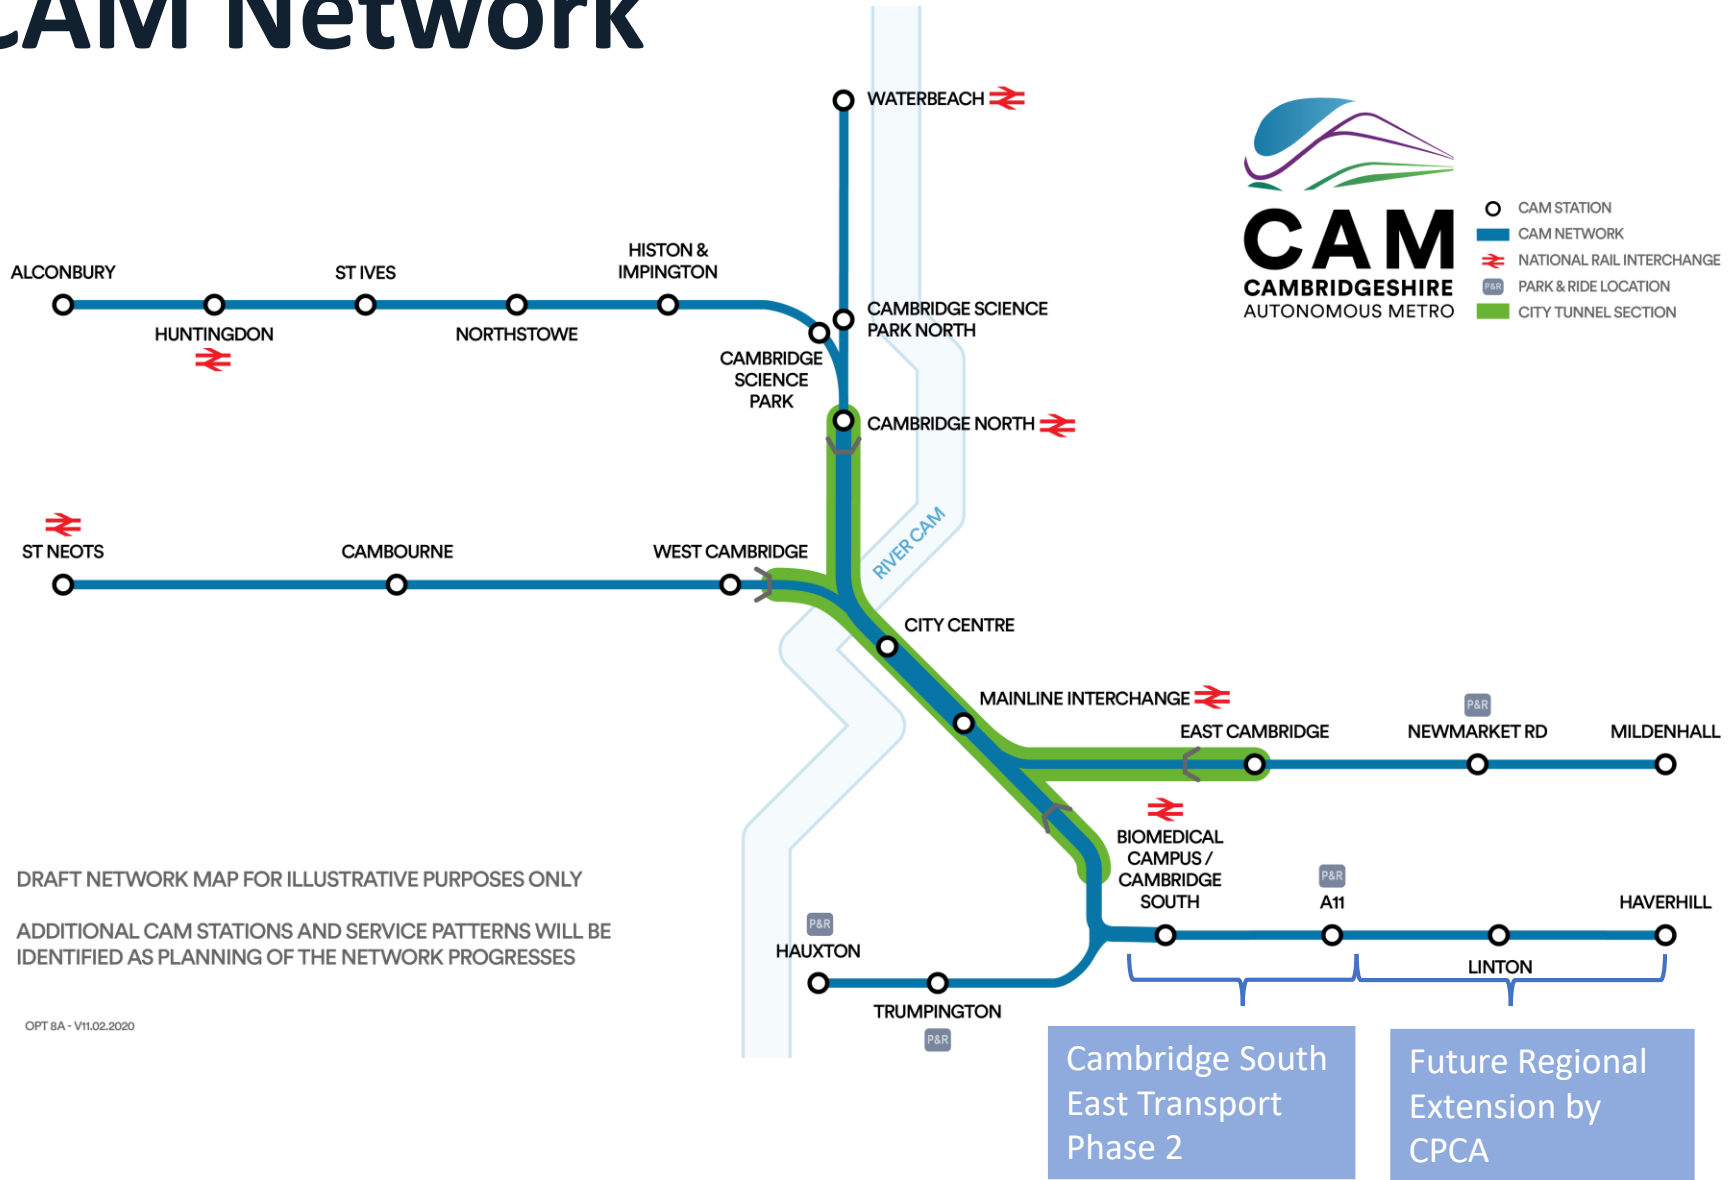 CAM Network
WATERBEACH
CAM
CAMBRIDGESHIRE
AUTONOMOUS METRO
CAM STATION
CAM NETWORK
NATIONAL RAIL INTERCHANGE
P&R PARK & RIDE LOCATION
CITY TUNNEL SECTION
ALCONBURY
HUNTINGDON
ST IVES
NORTHSTOWE
HISTON &
IMPINGTON
CAMBRIDGE SCIENCE
PARK NORTH
CAMBRIDGE
SCIENCE
PARK
CAMBRIDGE NORTH
RIVER CAM
ST NEOTS
CAMBOURNE
WEST CAMBRIDGE
CITY CENTRE
MAINLINE INTERCHANGE
EAST CAMBRIDGE
P&R
NEWMARKET RD
MILDENHALL
BIOMEDICAL
CAMPUS /
CAMBRIDGE
SOUTH
P&R
A11
LINTON
HAVERHILL
P&R
HAUXTON
TRUMPINGTON
P&R
DRAFT NETWORK MAP FOR ILLUSTRATIVE PURPOSES ONLY
ADDITIONAL CAM STATIONS AND SERVICE PATTERNS WILL BE
IDENTIFIED AS PLANNING OF THE NETWORK PROGRESSES
OPT 8A - V11.02.2020
Cambridge South
East Transport
Phase 2
Future Regional
Extension by
CPCA